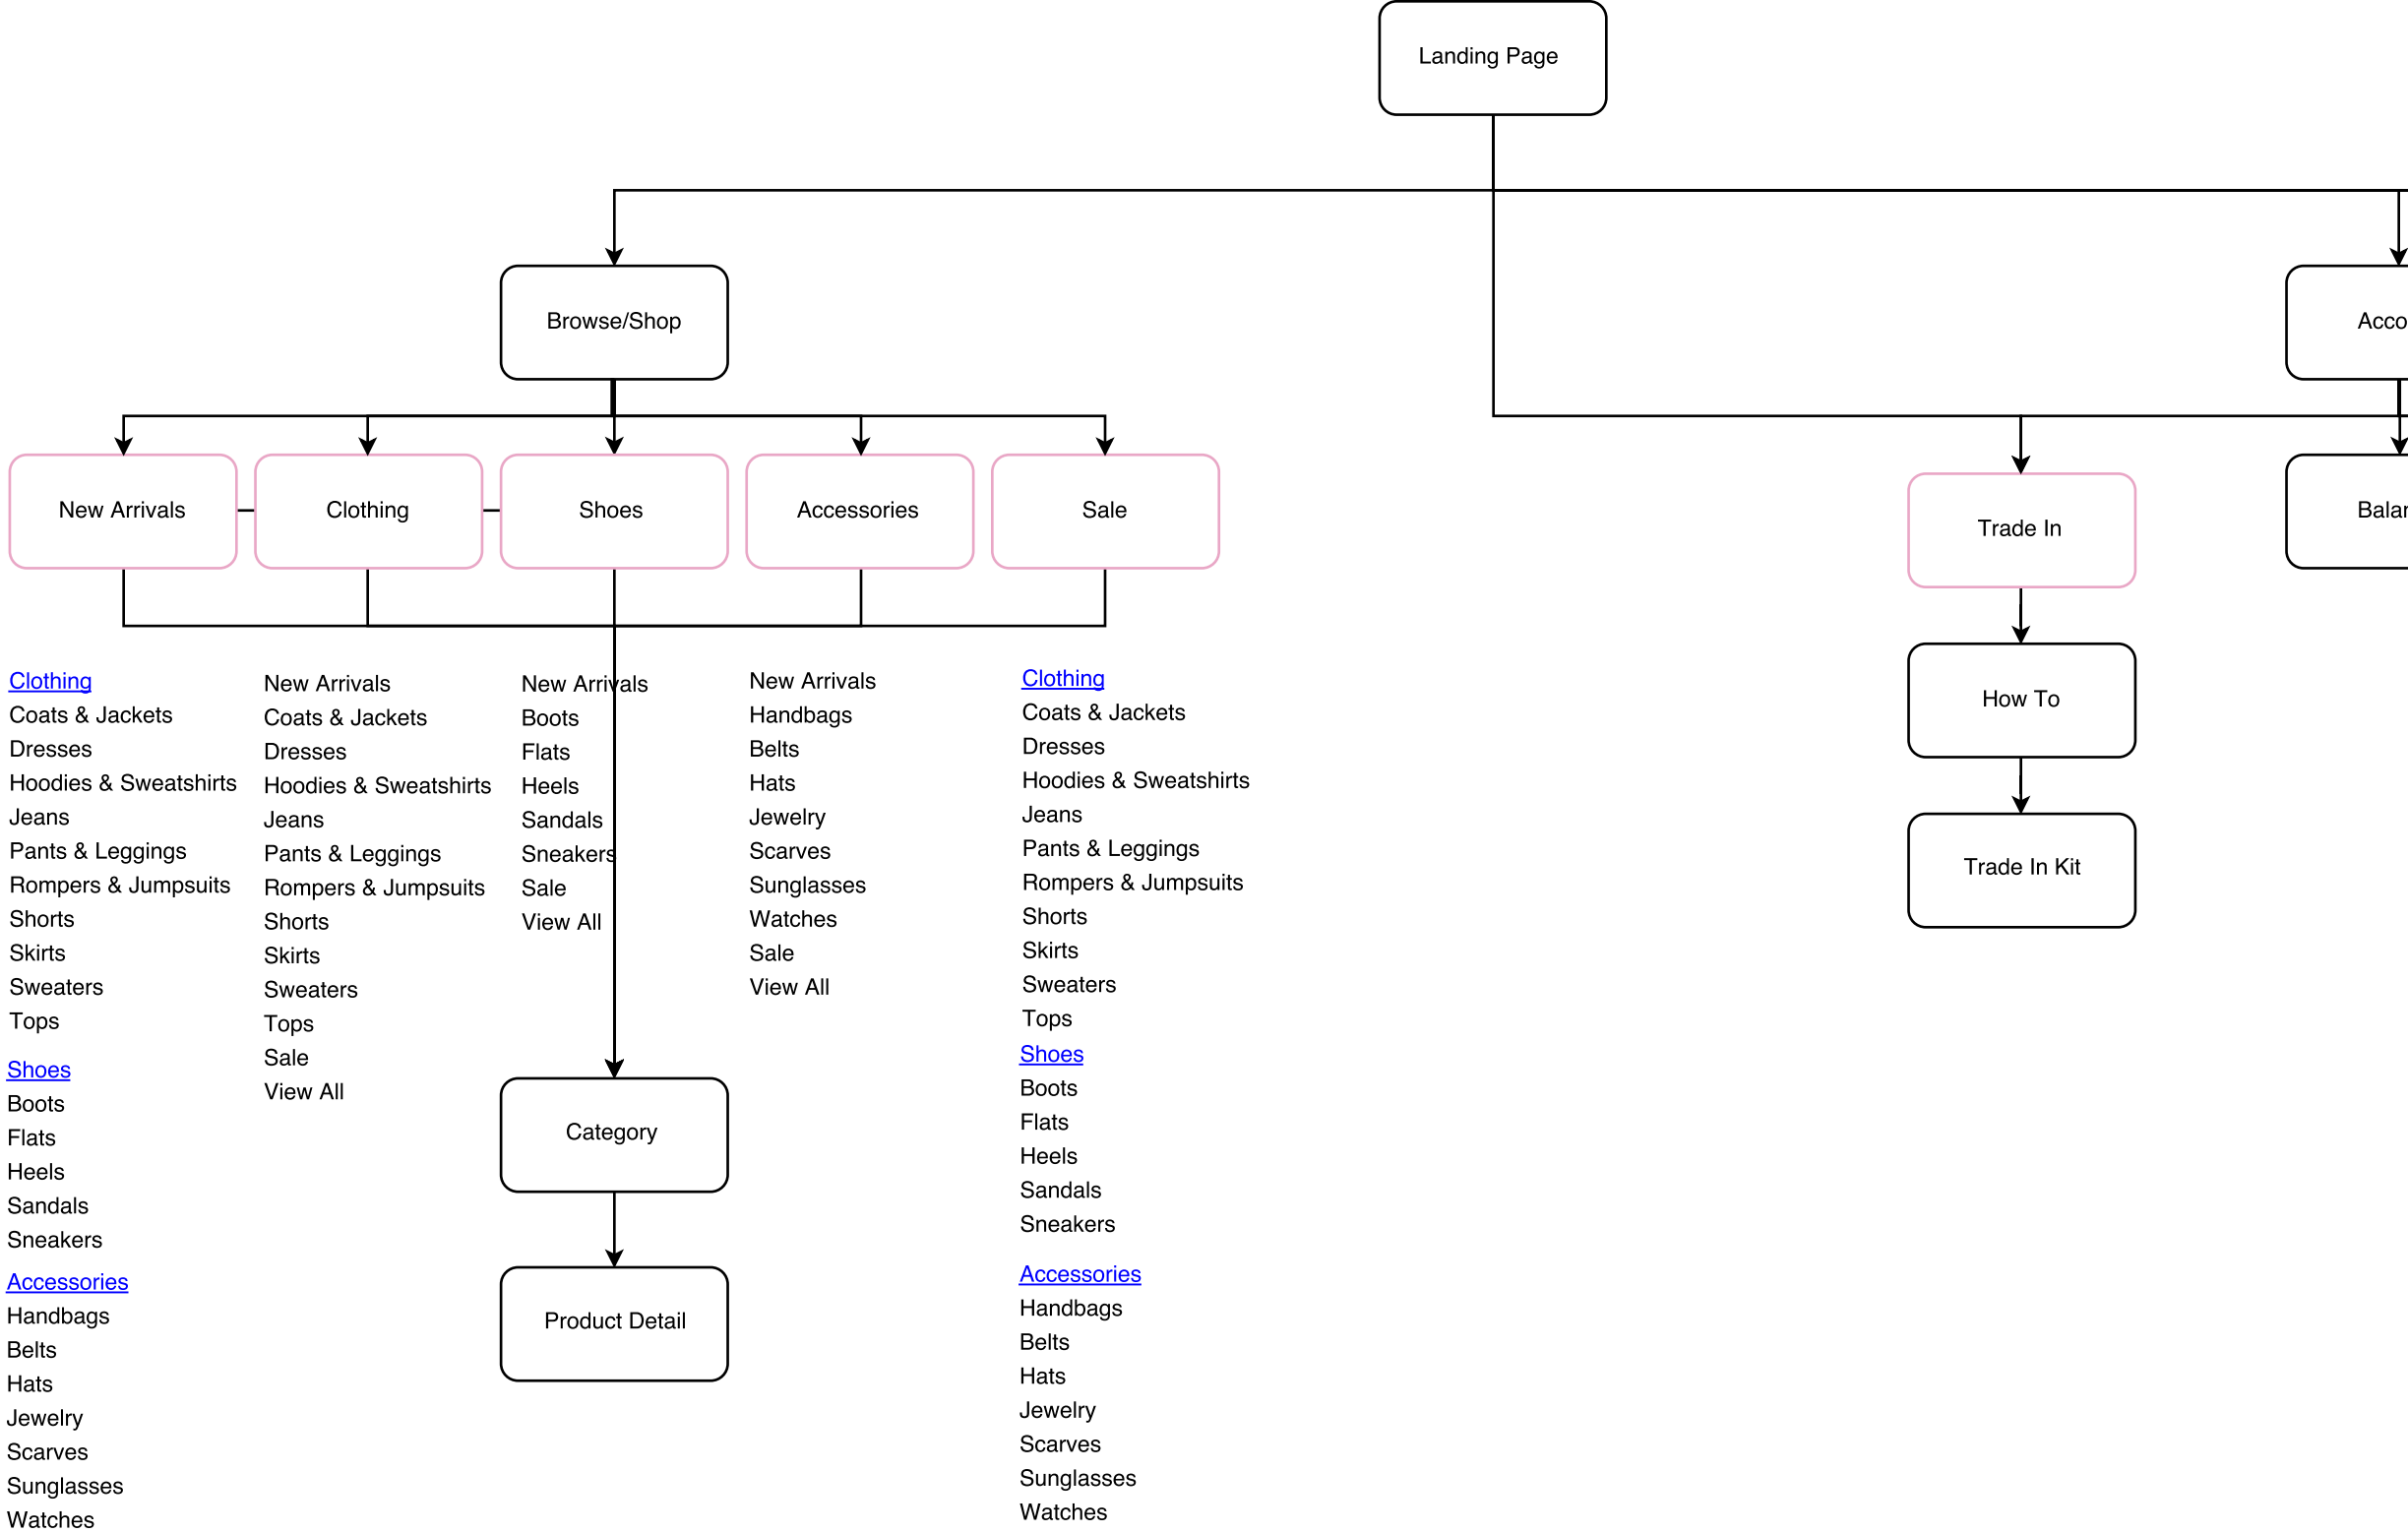 Landing Page
Browse/Shop
Acco
New Arrivals
Clothing
Shoes
Accessories
Sale
Trade In
Balan
How To
Trade In Kit
Clothing
Coats & Jackets
Dresses
Hoodies & Sweatshirts
Jeans
Pants & Leggings
Rompers & Jumpsuits
Shorts
Skirts
Sweaters
Tops
Shoes
Boots
Flats
Heels
Sandals
Sneakers
Accessories
Handbags
Belts
Hats
Jewelry
Scarves
Sunglasses
Watches
New Arrivals
Coats & Jackets
Dresses
Hoodies & Sweatshirts
Jeans
Pants & Leggings
Rompers & Jumpsuits
Shorts
Skirts
Sweaters
Tops
Sale
View All
New Arrivals
Boots
Flats
Heels
Sandals
Sneakers
Sale
View All
New Arrivals
Handbags
Belts
Hats
Jewelry
Scarves
Sunglasses
Watches
Sale
View All
Clothing
Coats & Jackets
Dresses
Hoodies & Sweatshirts
Jeans
Pants & Leggings
Rompers & Jumpsuits
Shorts
Skirts
Sweaters
Tops
Shoes
Boots
Flats
Heels
Sandals
Sneakers
Accessories
Handbags
Belts
Hats
Jewelry
Scarves
Sunglasses
Watches
Category
Product Detail